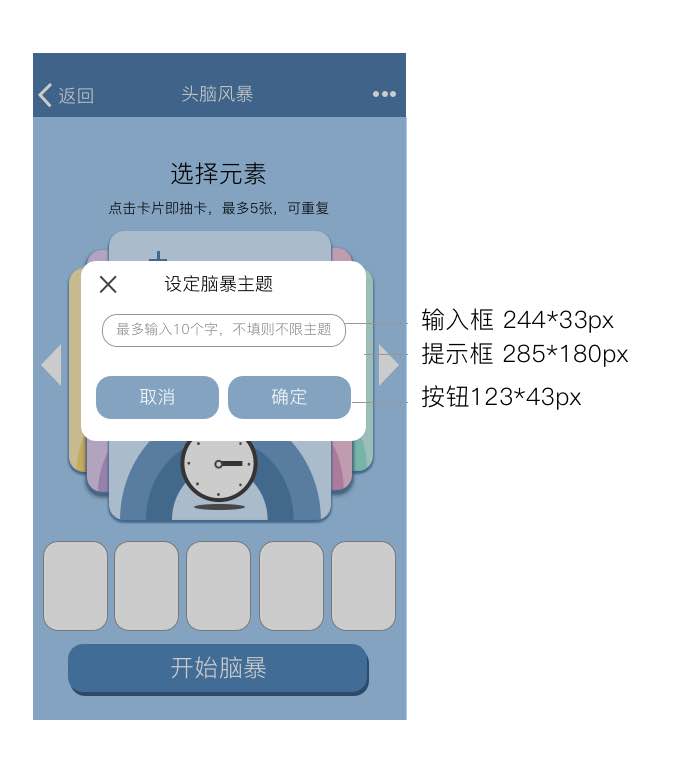 返回
头脑风暴
选择元素
点击卡片即抽卡，最多5张，可重复
设定脑暴主题
最多输入10个字，不填则不限主题
取消
确定
输入框 244*33px
提示框 285*180px
按钮123*43px
开始脑暴